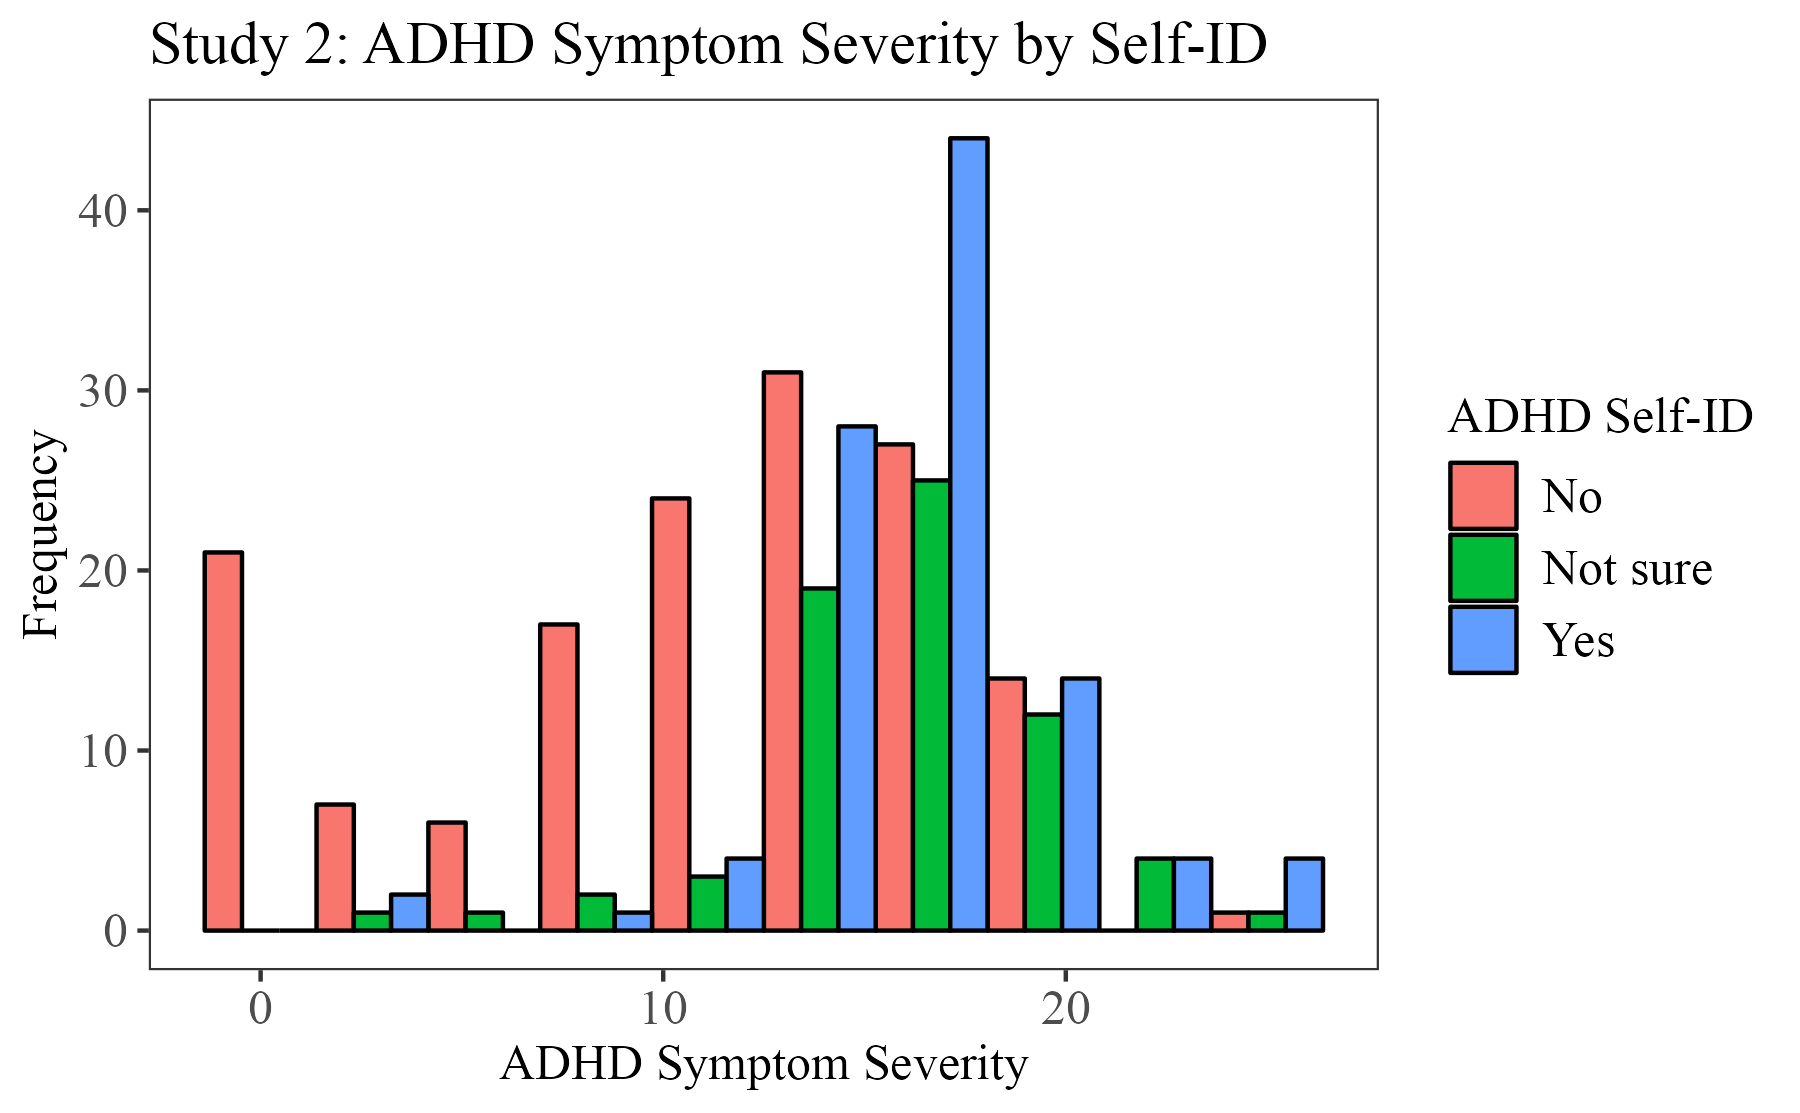 Study 2: ADHD Symptom Severity by Self-ID
Frequency
40
30
20
10
0
0
10
20
ADHD Symptom Severity
ADHD Self-ID
No
Not sure
Yes